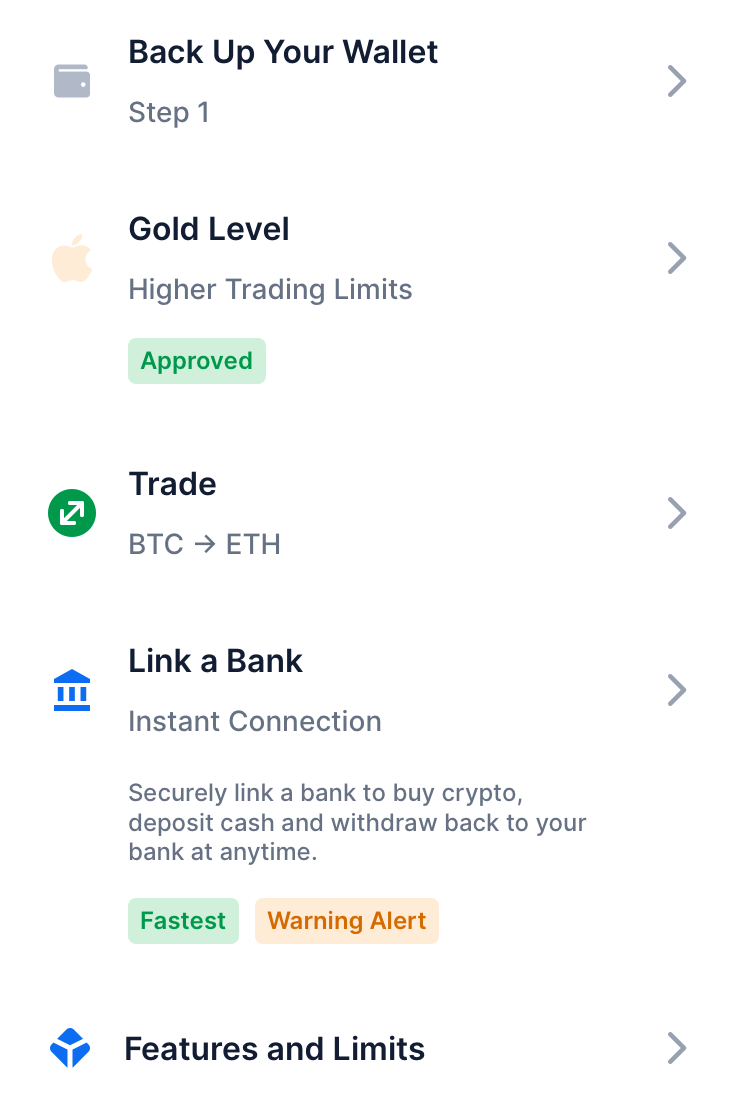 Back Up Your Wallet
Step 1
Gold Level
Higher Trading Limits
Approved
Trade
BTC → ETH
Link a Bank
Instant Connection
Securely link a bank to buy crypto,
deposit cash and withdraw back to your
bank at anytime.
Fastest Warning Alert
Features and Limits